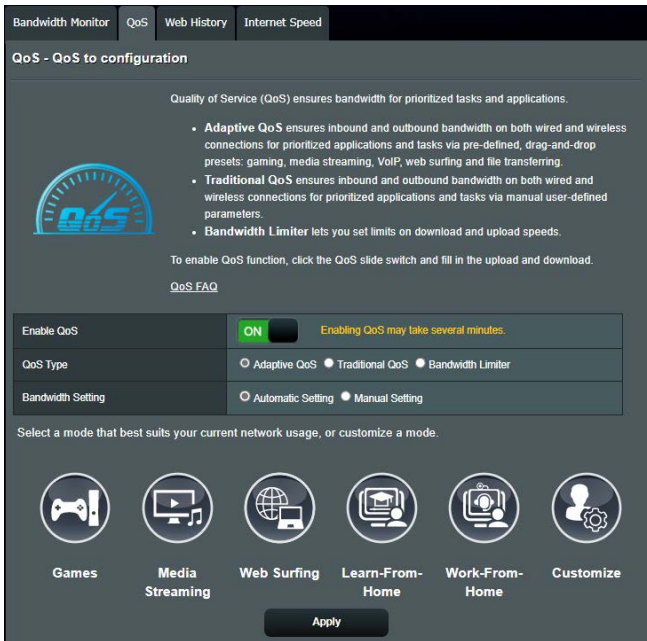 Bandwidth Monitor QoS Web History Internet Speed
QoS - QoS to configuration
Quality of Service (QoS) ensures bandwidth for prioritized tasks and applications.
• Adaptive QoS ensures inbound and outbound bandwidth on both wired and wireless
connections for prioritized applications and tasks via pre-defined, drag-and-drop
presets: gaming, media streaming, VoIP, web surfing and file transferring.
• Traditional QoS ensures inbound and outbound bandwidth on both wired and
wireless connections for prioritized applications and tasks via manual user-defined
parameters.
• Bandwidth Limiter lets you set limits on download and upload speeds.
QoS
To enable QoS function, click the QoS slide switch and fill in the upload and download.
QoS FAQ
Enable QoS ON Enabling QoS may take several minutes.
QoS Type Adaptive QoS Traditional QoS Bandwidth Limiter
Bandwidth Setting Automatic Setting Manual Setting
Select a mode that best suits your current network usage, or customize a mode.
Games Media Web Surfing Learn-From- Work-From- Customize
Streaming Home Home
Apply